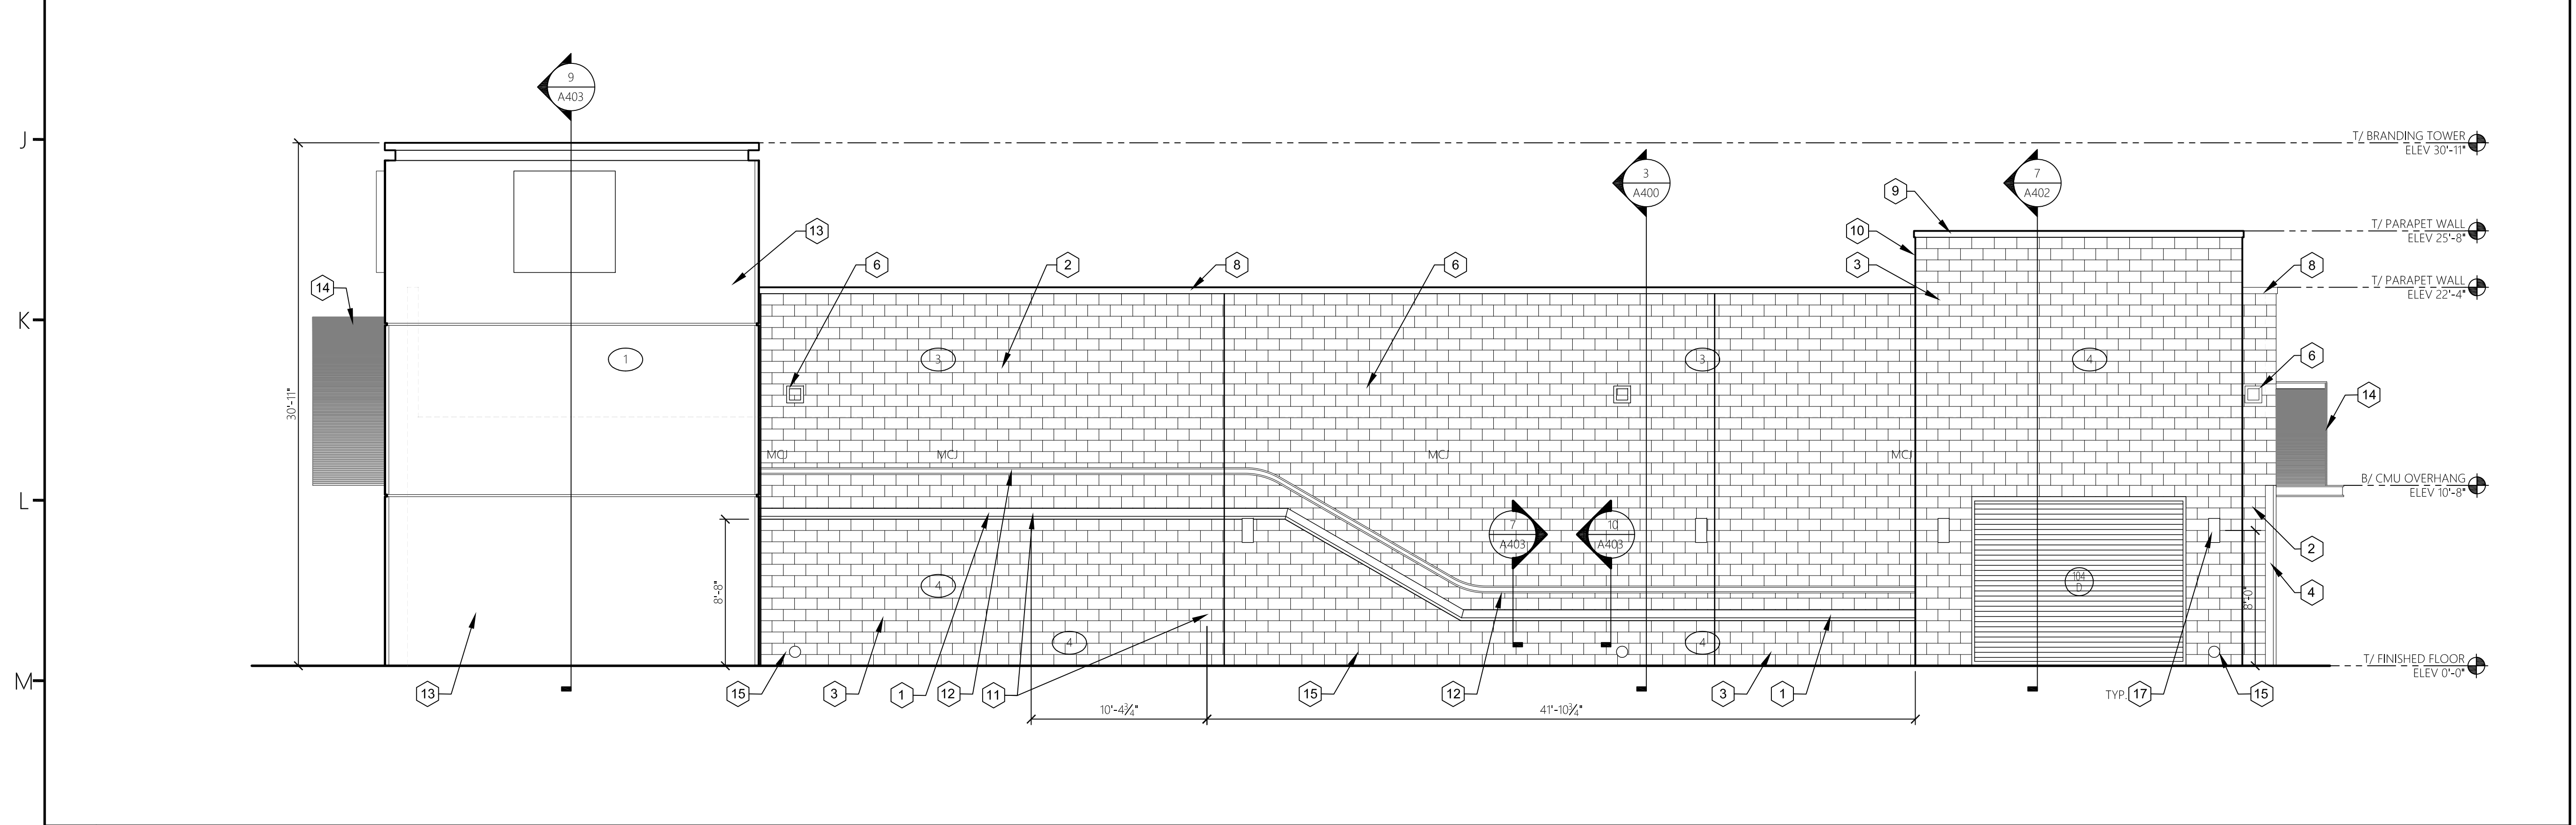 9
A403
J
T/ BRANDING TOWER
ELEV 30'-11"
3
A400
7
A402
9
T/ PARAPET WALL
ELEV 25'-8"
13
10
6
2
8
6
3
8
14
T/ PARAPET WALL
ELEV 22'-4"
K
1
3
3
4
6
30'-11"
14
MCJ
MCJ
MCJ
MCJ
B/ CMU OVERHANG
ELEV 10'-8"
L
7
A403
10
A403
2
8'-8"
4
104
D
8'-0"
4
4
4
T/ FINISHED FLOOR
ELEV 0'-0"
M
13
15
3
1
12
11
15
12
3
1
TYP.
17
15
10'-4¾"
41'-10¾"